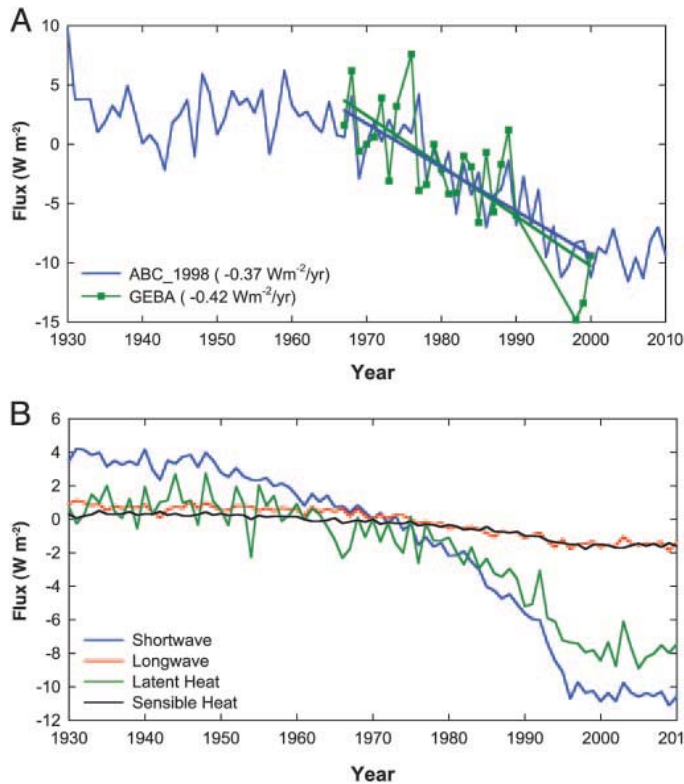 A
10
5
0
-5
-10
-15
Flux (W m⁻²)
ABC_1998 ( -0.37 Wm⁻²/yr)
GEBA ( -0.42 Wm⁻²/yr)
1930 1940 1950 1960 1970 1980 1990 2000 2010
Year
B
6
4
2
0
-2
-4
-6
-8
-10
-12
Flux (W m⁻²)
Shortwave
Longwave
Latent Heat
Sensible Heat
1930 1940 1950 1960 1970 1980 1990 2000 2010
Year